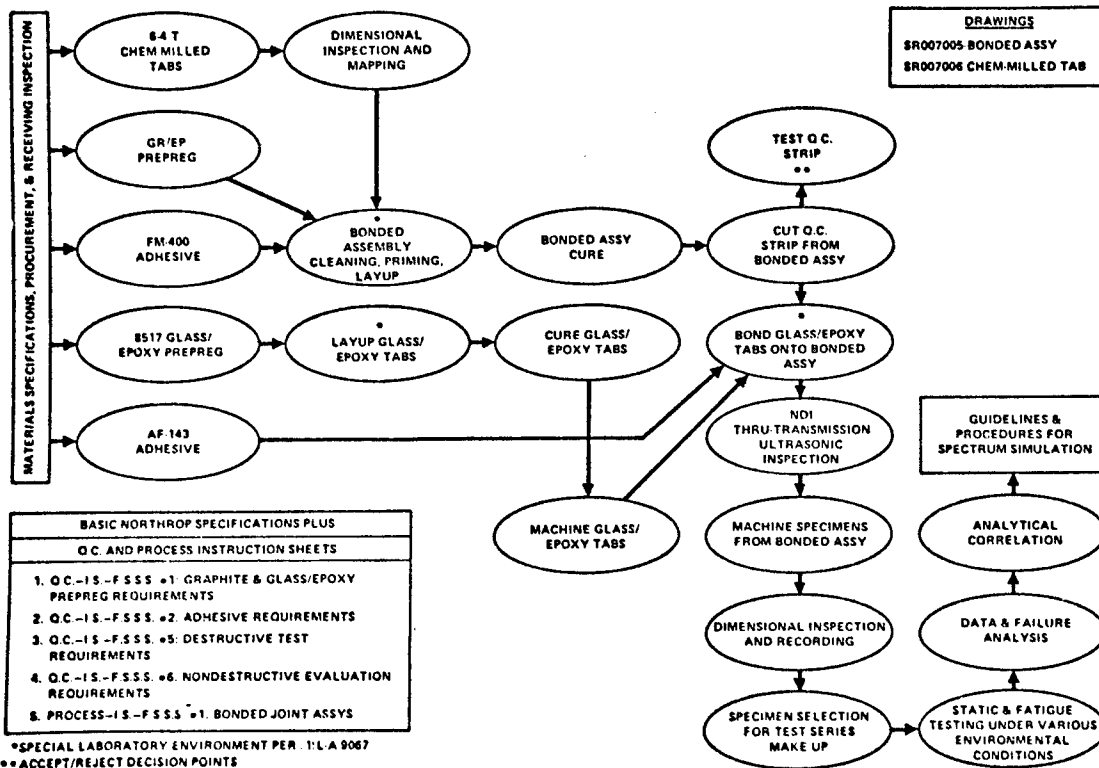 MATERIALS SPECIFICATIONS, PROCUREMENT, & RECEIVING INSPECTION
6-4 T
CHEM MILLED
TABS
DIMENSIONAL
INSPECTION AND
MAPPING
DRAWINGS
SR007005 BONDED ASSY
SR007006 CHEM-MILLED TAB
GR/EP
PREPREG
TEST Q.C.
STRIP
**
FM-400
ADHESIVE
*
BONDED
ASSEMBLY
CLEANING, PRIMING,
LAYUP
BONDED ASSY
CURE
CUT Q.C.
STRIP FROM
BONDED ASSY
8517 GLASS/
EPOXY PREPREG
*
LAYUP GLASS/
EPOXY TABS
CURE GLASS/
EPOXY TABS
*
BOND GLASS/EPOXY
TABS ONTO BONDED
ASSY
AF-143
ADHESIVE
NDI
THRU-TRANSMISSION
ULTRASONIC
INSPECTION
GUIDELINES &
PROCEDURES FOR
SPECTRUM SIMULATION
MACHINE GLASS/
EPOXY TABS
MACHINE SPECIMENS
FROM BONDED ASSY
ANALYTICAL
CORRELATION
DIMENSIONAL INSPECTION
AND RECORDING
DATA & FAILURE
ANALYSIS
SPECIMEN SELECTION
FOR TEST SERIES
MAKE UP
STATIC & FATIGUE
TESTING UNDER VARIOUS
ENVIRONMENTAL
CONDITIONS
BASIC NORTHROP SPECIFICATIONS PLUS
Q.C. AND PROCESS INSTRUCTION SHEETS
1. Q.C.-I.S.-F.S.S.S. #1: GRAPHITE & GLASS/EPOXY
PREPREG REQUIREMENTS
2. Q.C.-I.S.-F.S.S.S. #2: ADHESIVE REQUIREMENTS
3. Q.C.-I.S.-F.S.S.S. #5: DESTRUCTIVE TEST
REQUIREMENTS
4. Q.C.-I.S.-F.S.S.S. #6. NONDESTRUCTIVE EVALUATION
REQUIREMENTS
5. PROCESS-I.S.-F.S.S.S #1. BONDED JOINT ASSYS
*SPECIAL LABORATORY ENVIRONMENT PER
**ACCEPT/REJECT DECISION POINTS